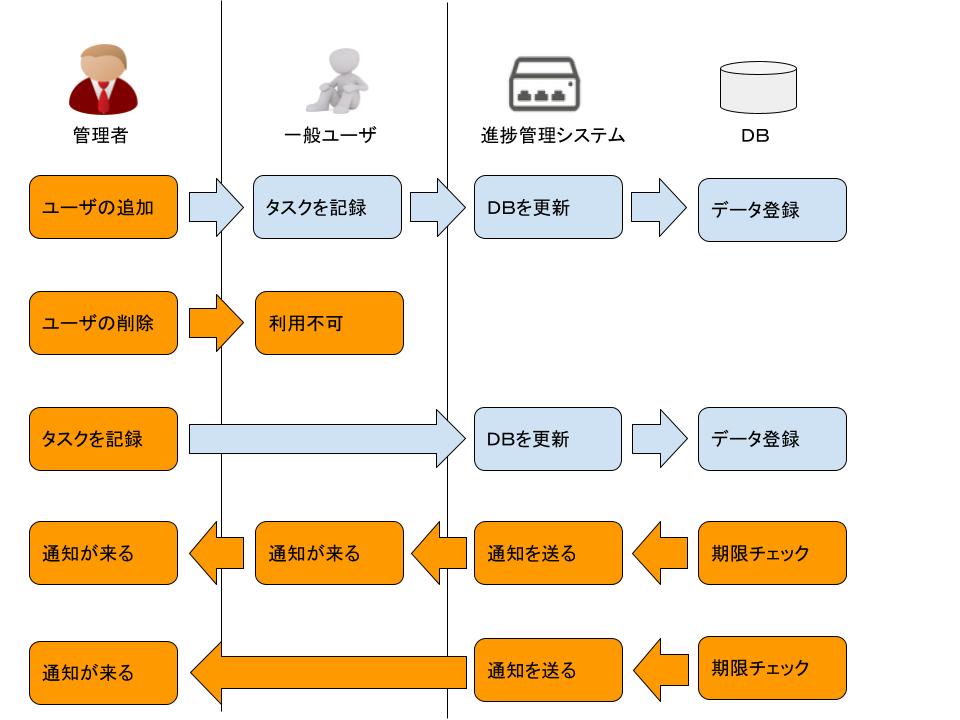 管理者
一般ユーザ
進捗管理システム
DB
ユーザの追加
タスクを記録
DBを更新
データ登録
ユーザの削除
利用不可
タスクを記録
DBを更新
データ登録
通知が来る
通知が来る
通知を送る
期限チェック
通知が来る
通知を送る
期限チェック